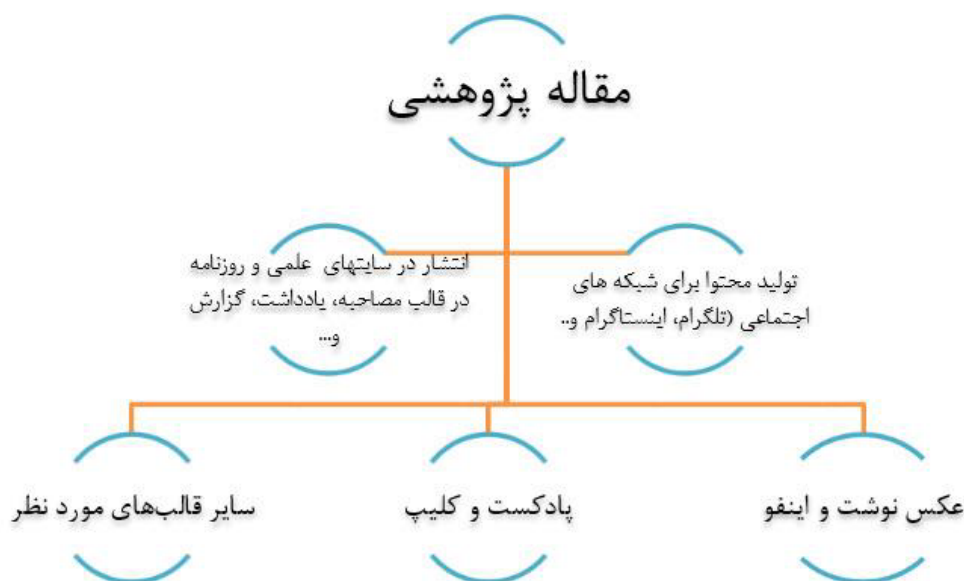 مقاله پژوهشی
تولید محتوا برای شبکه های
اجتماعی (تلگرام، اینستاگرام و..
انتشار در سایتهای علمی و روزنامه
در قالب مصاحبه، یادداشت، گزارش
و...
عکس نوشت و اینفو
پادکست و کلیپ
سایر قالب‌های مورد نظر